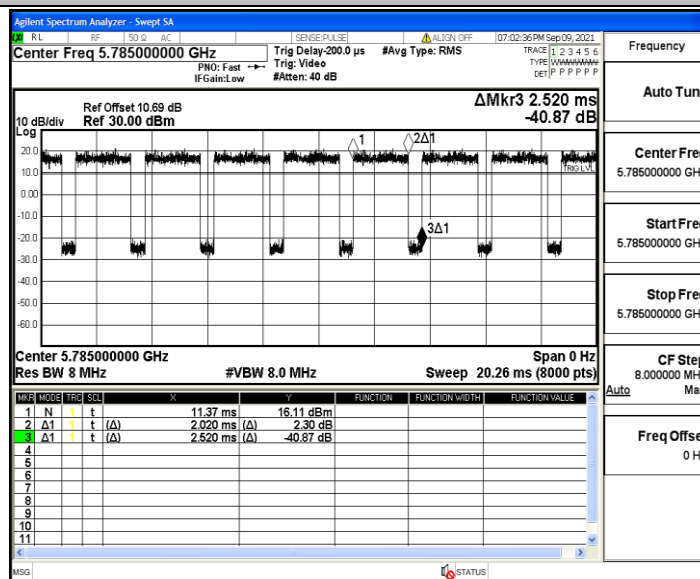 Agilent Spectrum Analyzer - Swept SA
LXI RL RF 50 Ω AC SENSE:PULSE ALIGN OFF 07:02:36 PM Sep 09, 2021
Center Freq 5.785000000 GHz
PNO: Fast
IFGain:Low
Trig Delay-200.0 µs
Trig: Video
#Atten: 40 dB
#Avg Type: RMS
TRACE 1 2 3 4 5 6
TYPE
DET P P P P P P
Ref Offset 10.69 dB
10 dB/div Ref 30.00 dBm
Log
ΔMkr3 2.520 ms
-40.87 dB
20.0
10.0
0.00
-10.0
-20.0
-30.0
-40.0
-50.0
-60.0
1
2Δ1
3Δ1
TRIG LVL
Center 5.785000000 GHz Span 0 Hz
Res BW 8 MHz #VBW 8.0 MHz Sweep 20.26 ms (8000 pts)
MKR MODE TRC SCL X Y FUNCTION FUNCTION WIDTH FUNCTION VALUE
1 N 1 t 11.37 ms 16.11 dBm
2 Δ1 1 t (Δ) 2.020 ms (Δ) 2.30 dB
3 Δ1 1 t (Δ) 2.520 ms (Δ) -40.87 dB
4
5
6
7
8
9
10
11
MSG STATUS
Frequency
Auto Tun
Center Fre
5.785000000 GH
Start Fre
5.785000000 GH
Stop Fre
5.785000000 GH
CF Step
8.000000 MH
Auto Ma
Freq Offse
0 H